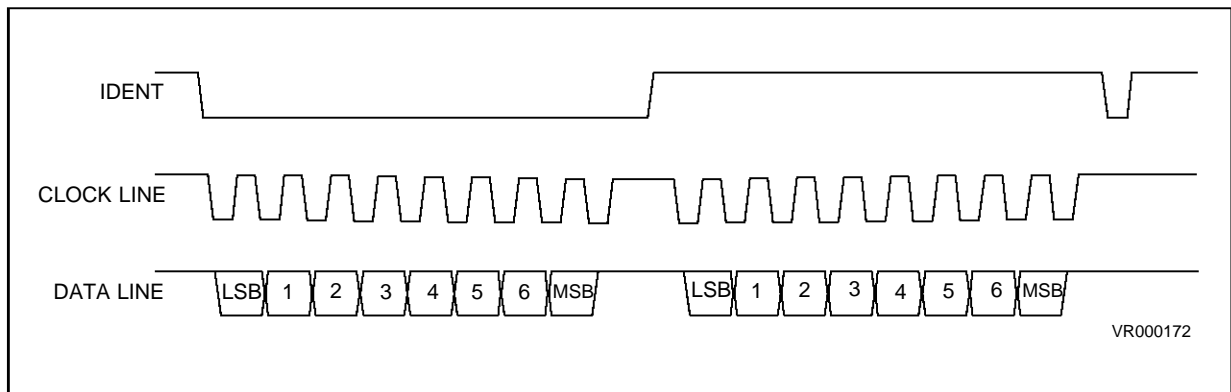 IDENT
CLOCK LINE
DATA LINE LSB 1 2 3 4 5 6 MSB LSB 1 2 3 4 5 6 MSB
VR000172